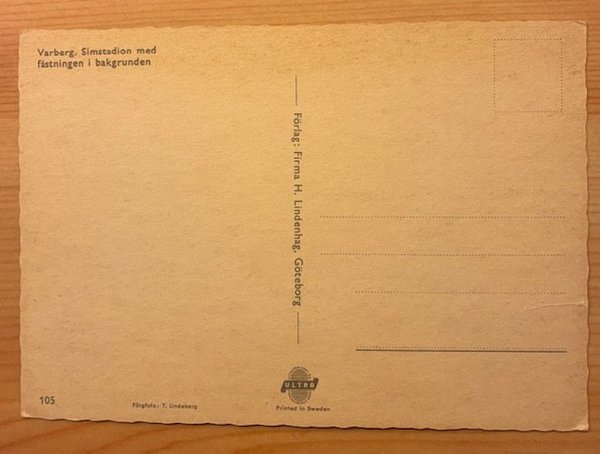 Varberg. Simstadion med
fästningen i bakgrunden
Förlag: Firma H. Lindenhag, Göteborg
105
Färgfoto: T. Lindeberg
ULTRA
Printed in Sweden